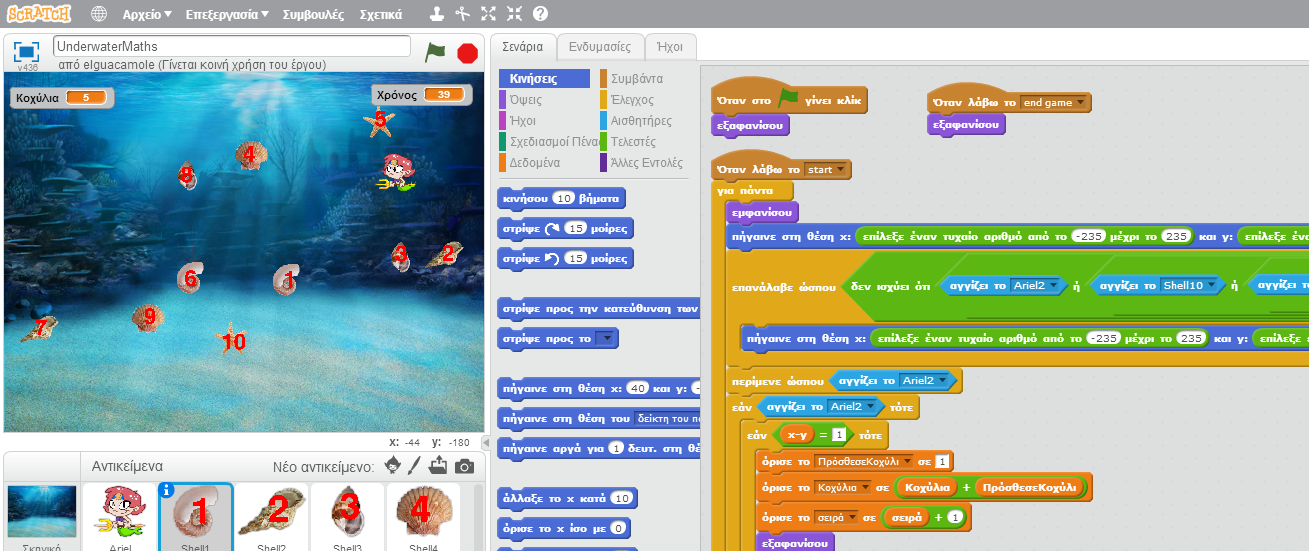 SCRATCH Αρχείο Επεξεργασία Συμβουλές Σχετικά
UnderwaterMaths
από elguacamole (Γίνεται κοινή χρήση του έργου)
v436
Κοχύλια 5
Χρόνος 39
5
4
8
3
2
6
1
9
7
10
x: -44 y: -180
Αντικείμενα Νέο αντικείμενο:
1
2
3
4
Σκηνικό Ariel Shell1 Shell2 Shell3 Shell4
Σενάρια Ενδυμασίες Ήχοι
Κινήσεις Συμβάντα
Όψεις Έλεγχος
Ήχοι Αισθητήρες
Σχεδιασμοί Πένας Τελεστές
Δεδομένα Άλλες Εντολές
κινήσου 10 βήματα
στρίψε 15 μοίρες
στρίψε 15 μοίρες
στρίψε προς την κατεύθυνση των
στρίψε προς το
πήγαινε στη θέση x: 40 και y:
πήγαινε στη θέση του δείκτη του
πήγαινε αργά για 1 δευτ. στη
άλλαξε το x κατά 10
όρισε το x ίσο με 0
Όταν στο γίνει κλικ
εξαφανίσου
Όταν λάβω το end game
εξαφανίσου
Όταν λάβω το start
για πάντα
εμφανίσου
πήγαινε στη θέση x: επίλεξε έναν τυχαίο αριθμό από το -235 μέχρι το 235 και y: επίλεξε
επανάλαβε ώσπου δεν ισχύει ότι αγγίζει το Ariel2 ή αγγίζει το Shell10 ή αγγίζει
πήγαινε στη θέση x: επίλεξε έναν τυχαίο αριθμό από το -235 μέχρι το 235 και y: επίλεξε
περίμενε ώσπου αγγίζει το Ariel2
εάν αγγίζει το Ariel2 τότε
εάν x-y = 1 τότε
όρισε το ΠρόσθεσεΚοχύλι σε 1
όρισε το Κοχύλια σε Κοχύλια + ΠρόσθεσεΚοχύλι
όρισε το σειρά σε σειρά + 1
εξαφανίσου